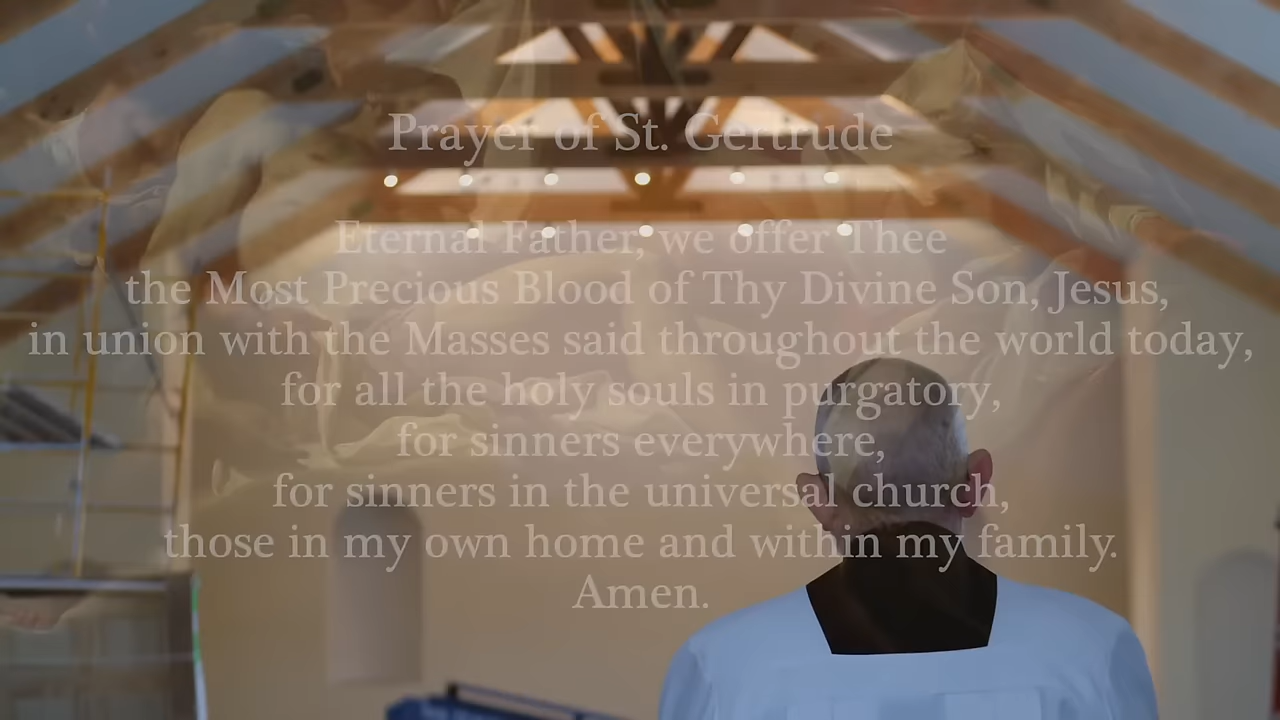 Prayer of St. Gertrude
Eternal Father, we offer Thee
the Most Precious Blood of Thy Divine Son, Jesus,
in union with the Masses said throughout the world today,
for all the holy souls in purgatory,
for sinners everywhere,
for sinners in the universal church,
those in my own home and within my family.
Amen.